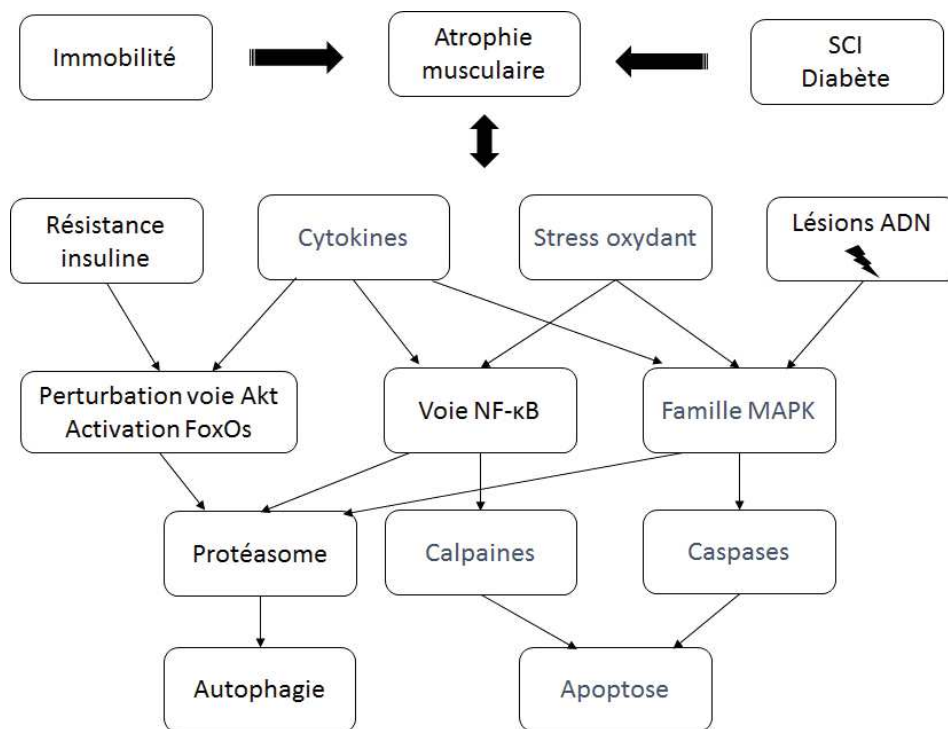 Immobilité
Atrophie
musculaire
SCI
Diabète
Résistance
insuline
Cytokines
Stress oxydant
Lésions ADN
Perturbation voie Akt
Activation FoxOs
Voie NF-κB
Famille MAPK
Protéasome
Calpaines
Caspases
Autophagie
Apoptose